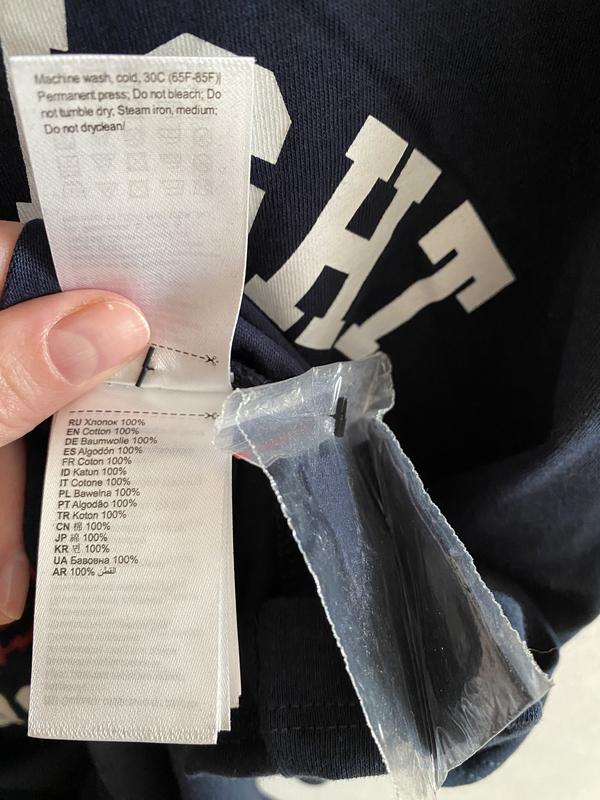 Machine wash, cold, 30C (65F-85F)|
Permanent press; Do not bleach; Do
not tumble dry; Steam iron, medium;
Do not dryclean/
HT
RU Хлопок 100%
EN Cotton 100%
DE Baumwolle 100%
ES Algodón 100%
FR Coton 100%
ID Katun 100%
IT Cotone 100%
PL Bawełna 100%
PT Algodão 100%
TR Koton 100%
CN 棉 100%
JP 綿 100%
KR 면 100%
UA Бавовна 100%
AR 100% القطن